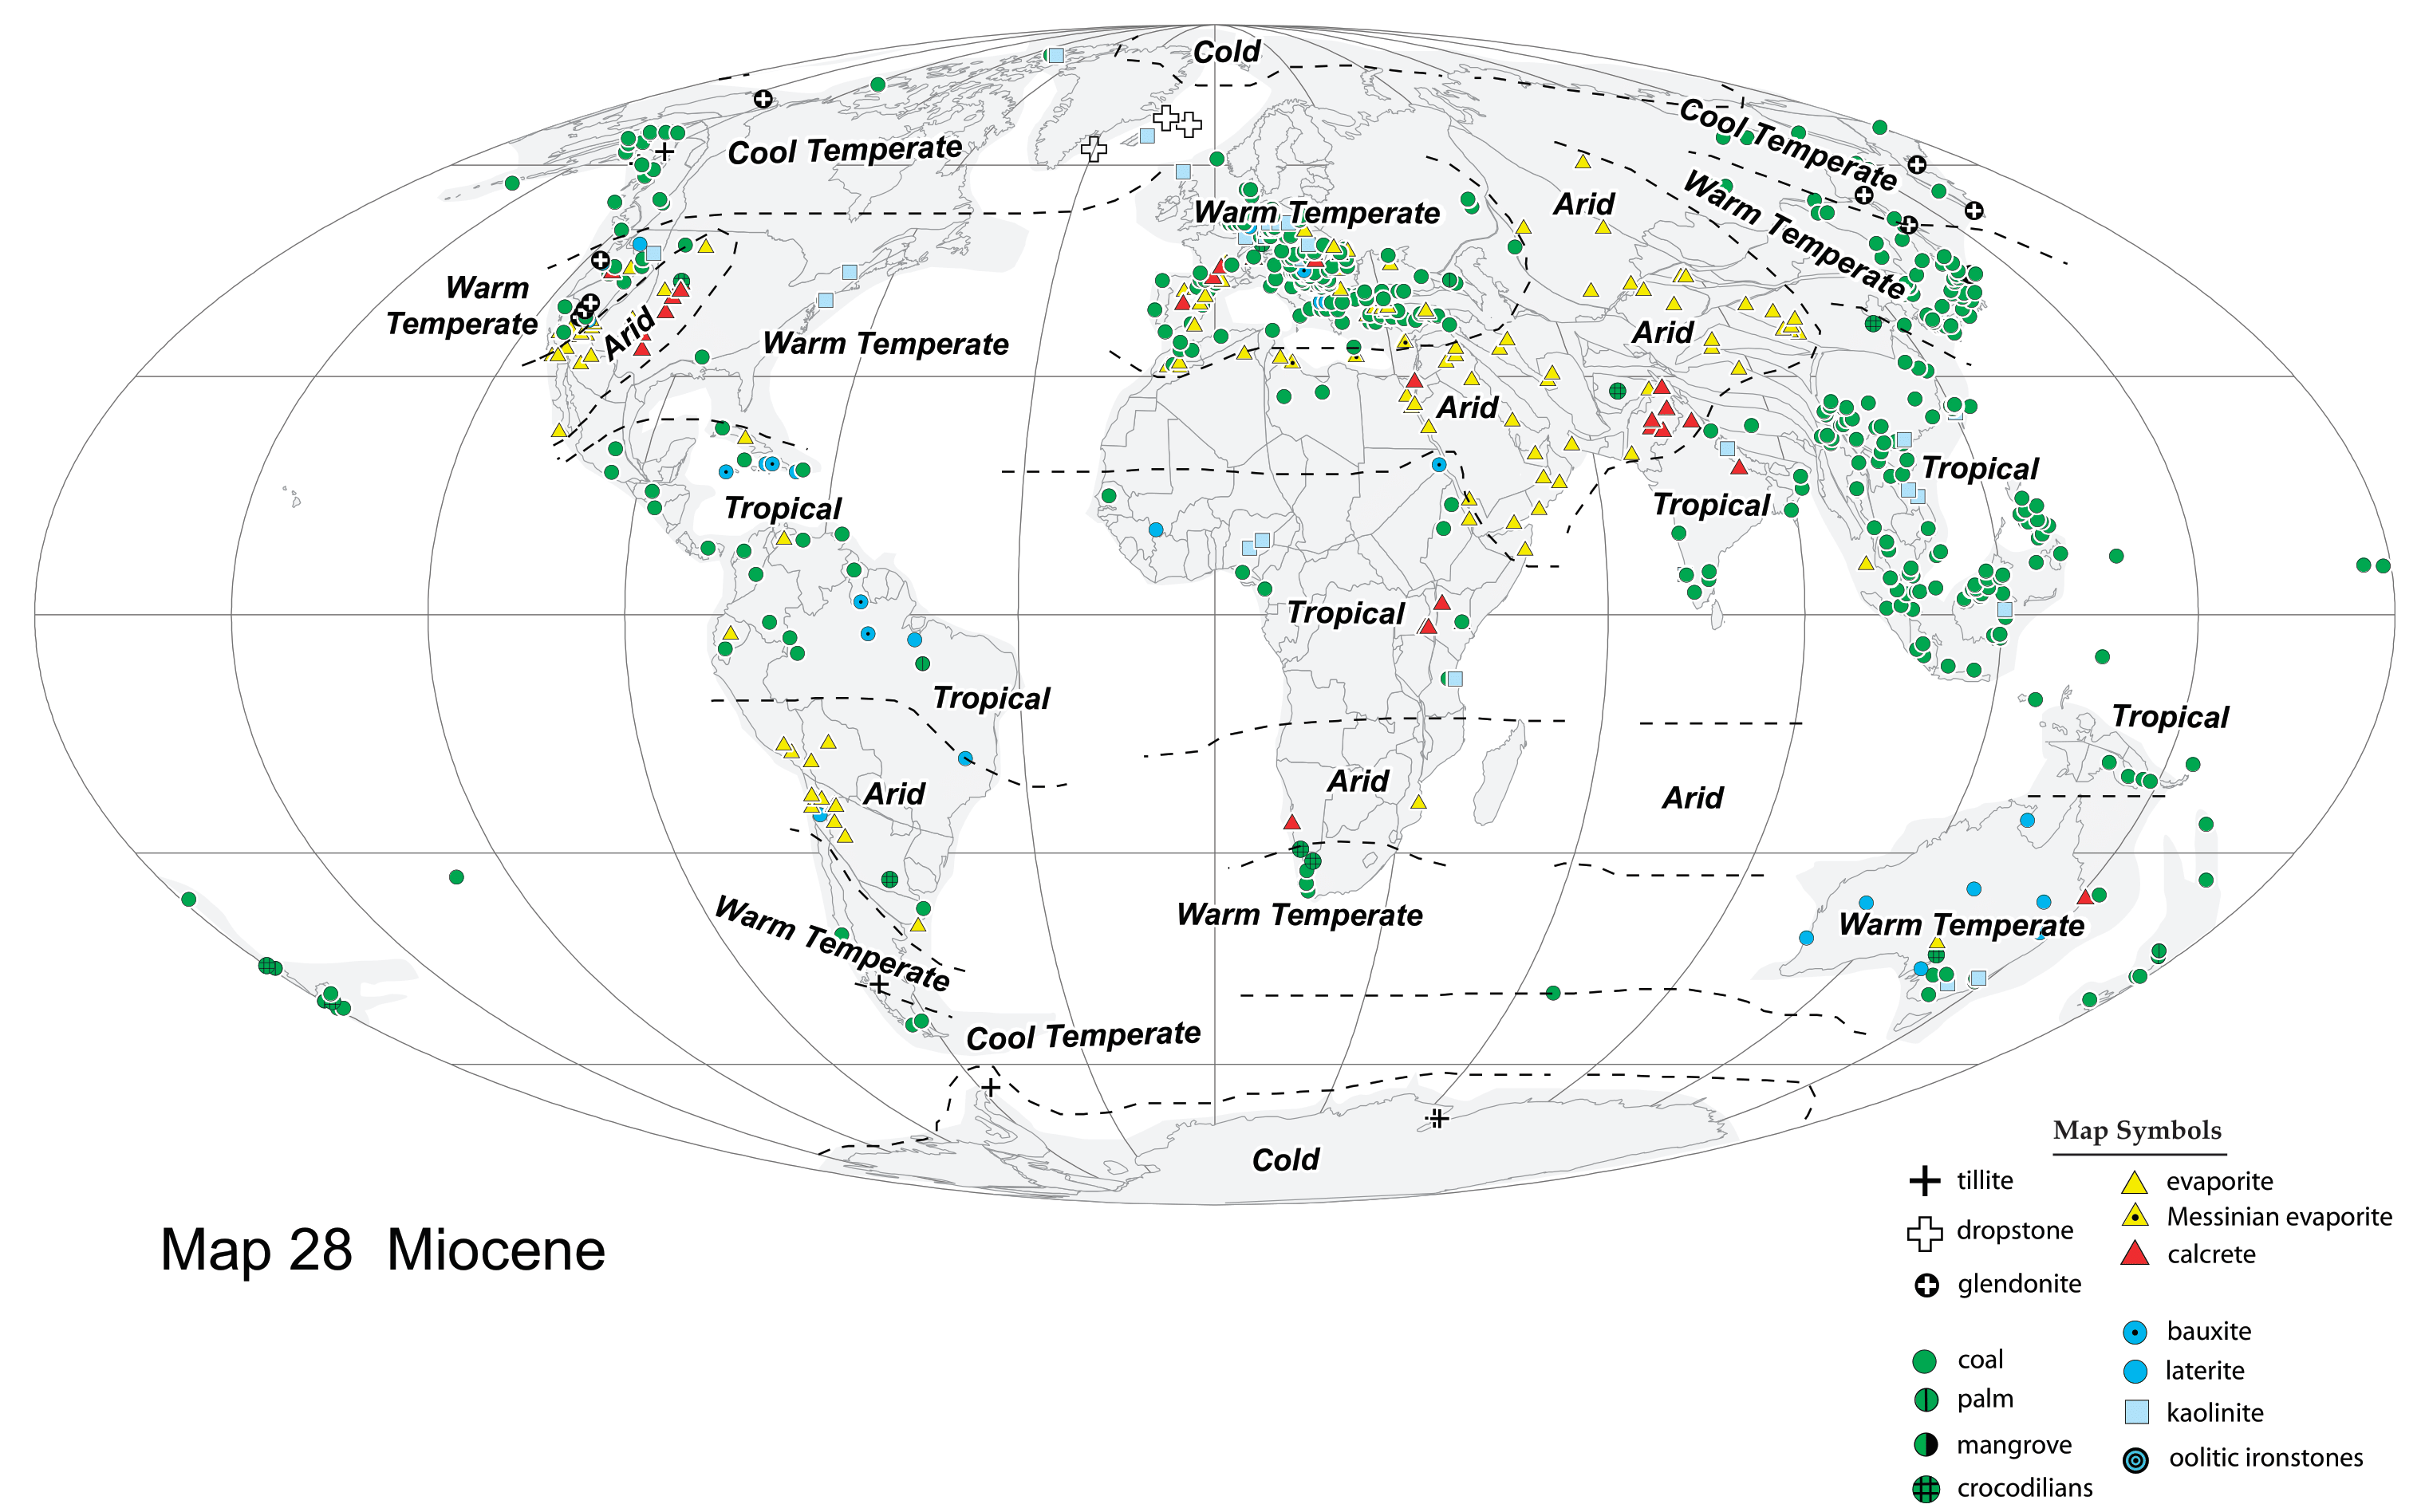 Cold
Cool Temperate
Cool Temperate
Warm Temperate
Arid
Warm Temperate
Warm
Temperate
Arid
Warm Temperate
Arid
Arid
Tropical
Tropical
Tropical
Tropical
Tropical
Tropical
Arid
Arid
Arid
Warm Temperate
Warm Temperate
Warm Temperate
Cool Temperate
Cold
Map 28 Miocene
Map Symbols
tillite
dropstone
glendonite
coal
palm
mangrove
crocodilians
evaporite
Messinian evaporite
calcrete
bauxite
laterite
kaolinite
oolitic ironstones